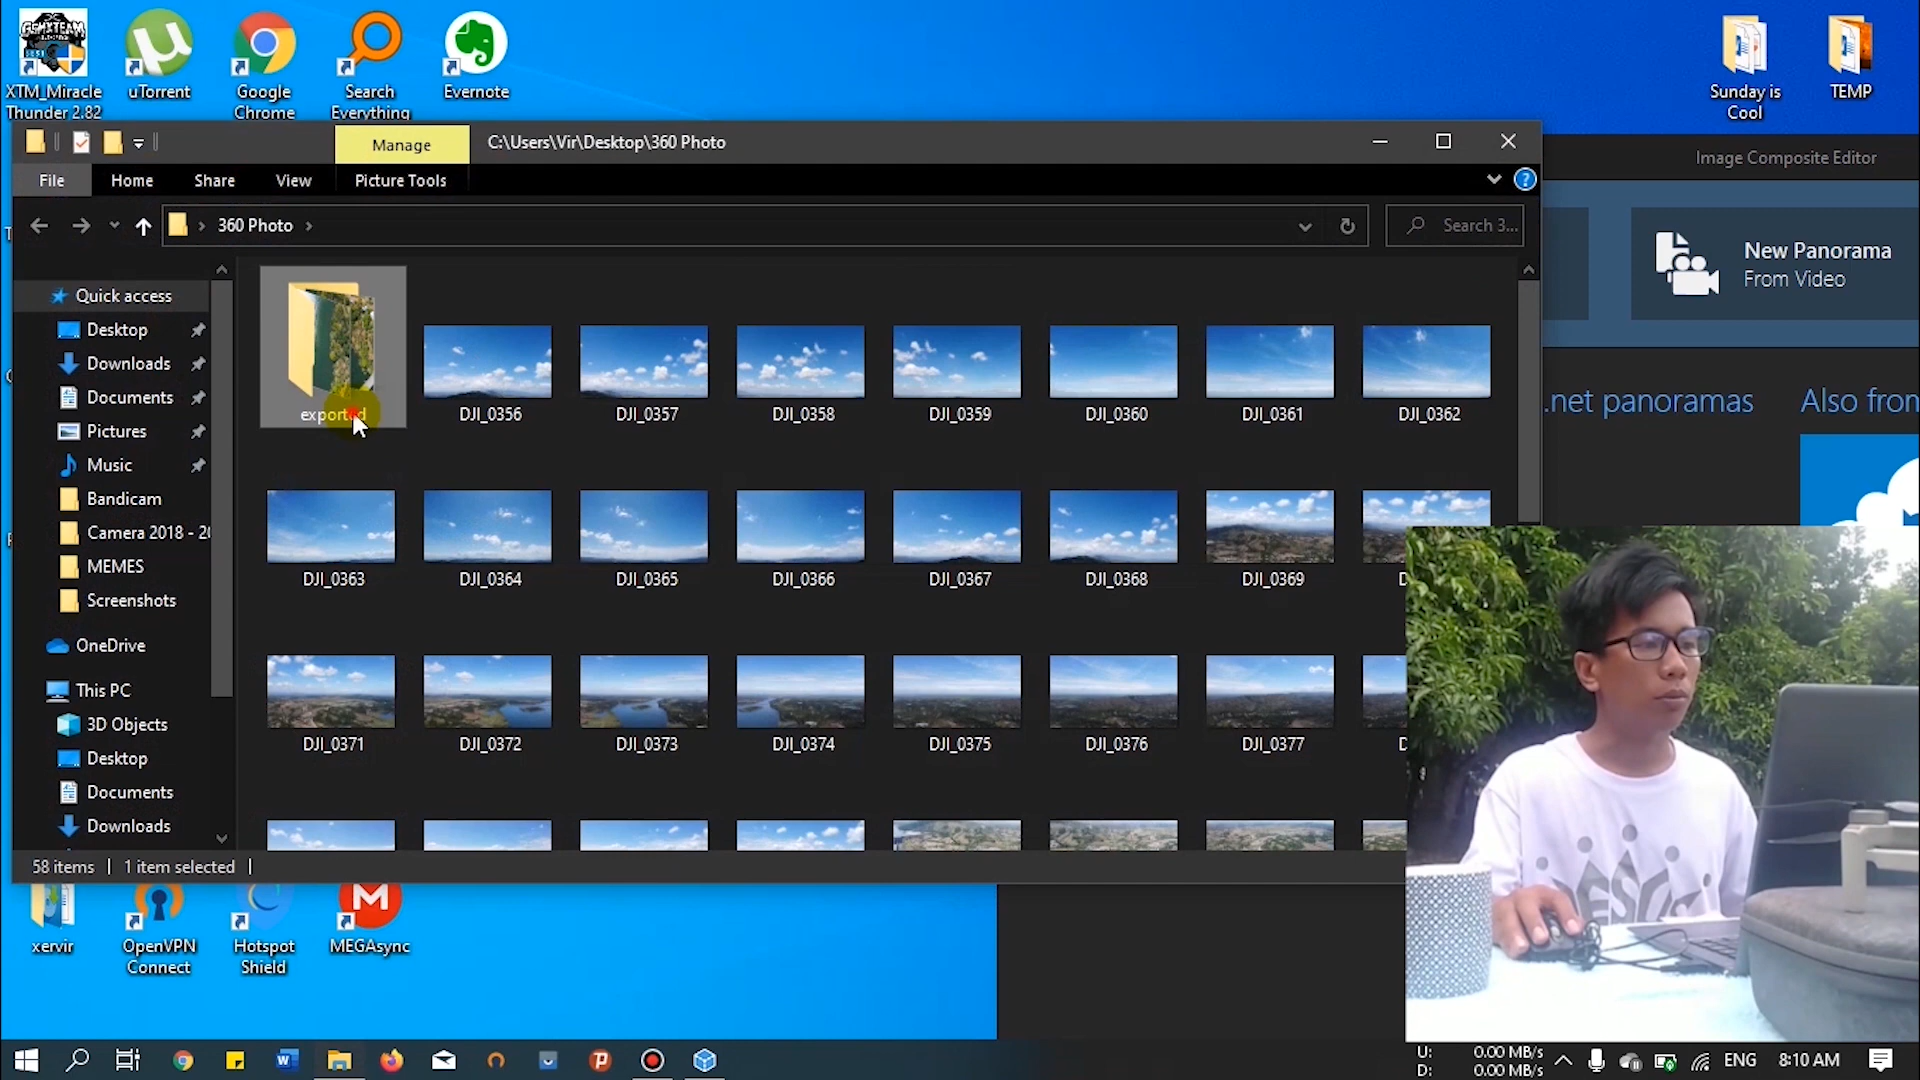 XTM_Miracle
Thunder 2.82
uTorrent
Google
Chrome
Search
Everything
Evernote
Sunday is
Cool
TEMP
Manage
C:\Users\Vir\Desktop\360 Photo
Image Composite Editor
File
Home
Share
View
Picture Tools
360 Photo
Search 3...
New Panorama
From Video
Quick access
Desktop
Downloads
Documents
Pictures
Music
Bandicam
Camera 2018 - 20
MEMES
Screenshots
OneDrive
This PC
3D Objects
Desktop
Documents
Downloads
exported
DJI_0356
DJI_0357
DJI_0358
DJI_0359
DJI_0360
DJI_0361
DJI_0362
DJI_0363
DJI_0364
DJI_0365
DJI_0366
DJI_0367
DJI_0368
DJI_0369
DJI_0371
DJI_0372
DJI_0373
DJI_0374
DJI_0375
DJI_0376
DJI_0377
.net panoramas
Also from
58 items
1 item selected
xervir
OpenVPN
Connect
Hotspot
Shield
MEGAsync
U: 0.00 MB/s
D: 0.00 MB/s
ENG
8:10 AM